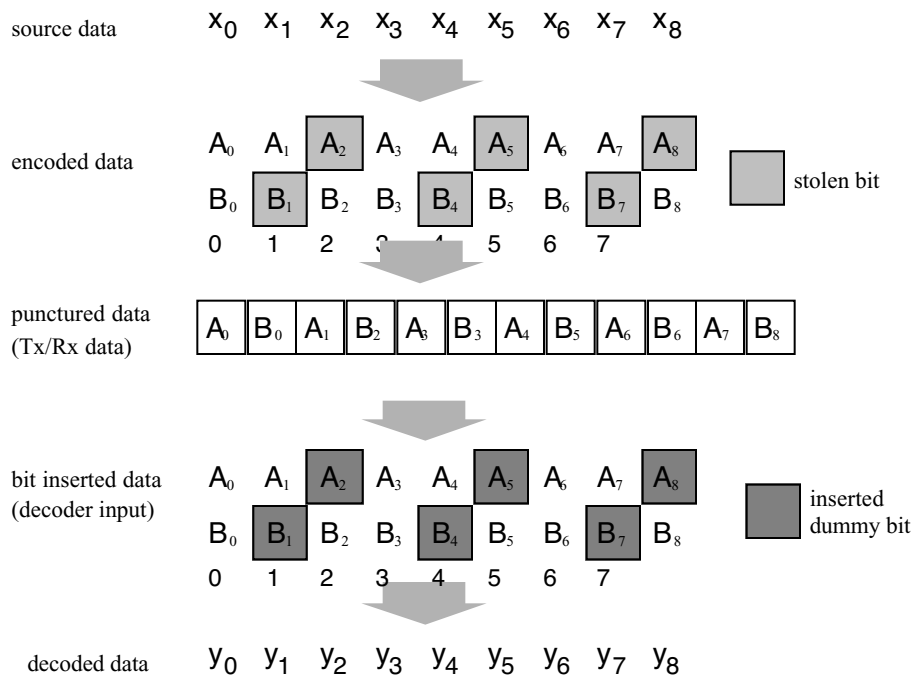 source data x0 x1 x2 x3 x4 x5 x6 x7 x8
encoded data
A0 A1 A2 A3 A4 A5 A6 A7 A8
B0 B1 B2 B3 B4 B5 B6 B7 B8
0 1 2 3 4 5 6 7
stolen bit
punctured data
(Tx/Rx data)
A0 B0 A1 B2 A3 B3 A4 B5 A6 B6 A7 B8
bit inserted data
(decoder input)
A0 A1 A2 A3 A4 A5 A6 A7 A8
B0 B1 B2 B3 B4 B5 B6 B7 B8
0 1 2 3 4 5 6 7
inserted
dummy bit
decoded data y0 y1 y2 y3 y4 y5 y6 y7 y8